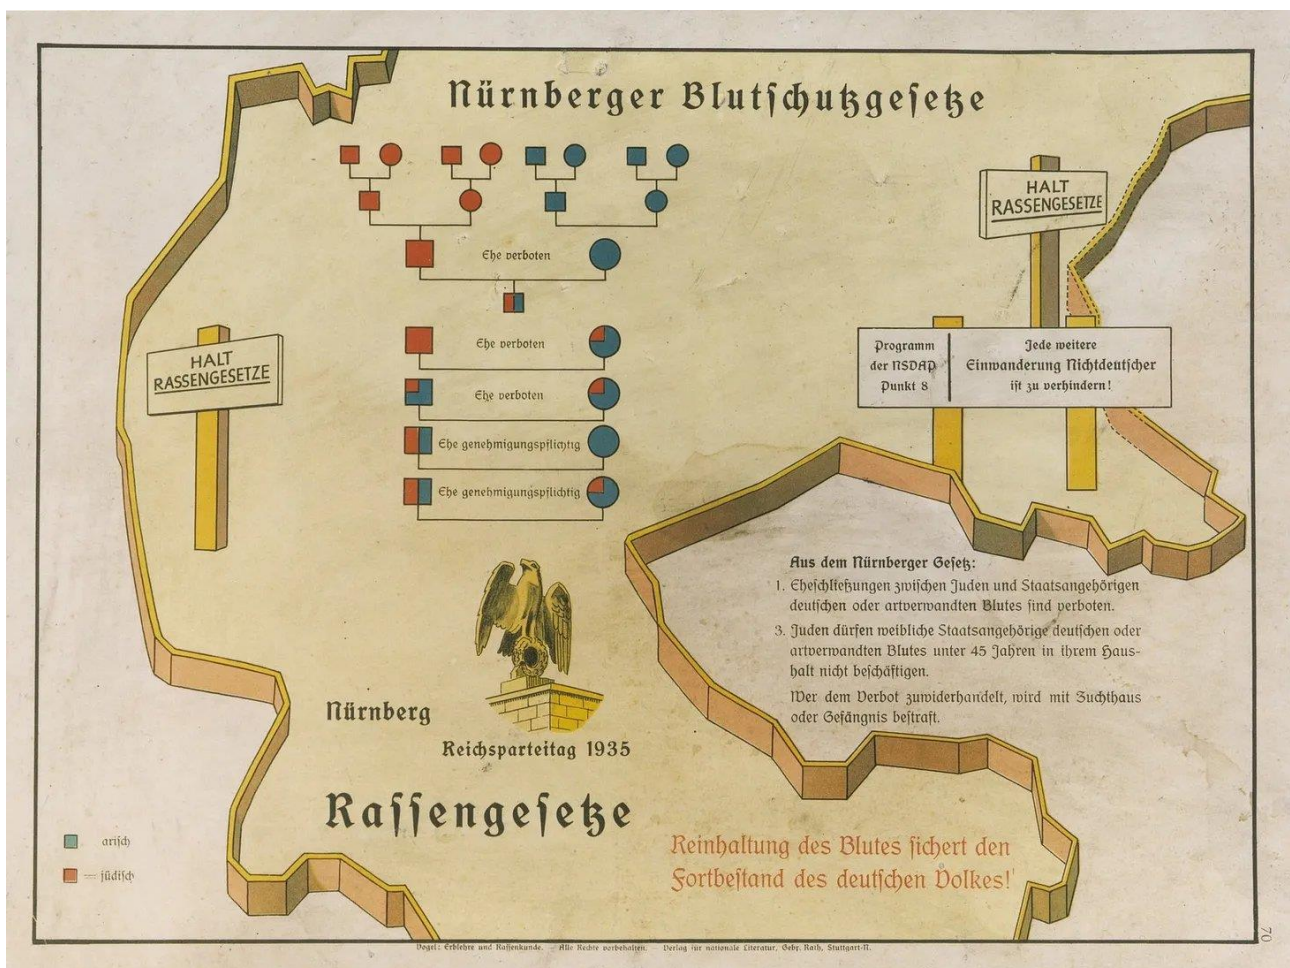 Nürnberger Blutſchutzgeſetze
HALT
RASSENGESETZE
Ehe verboten
Ehe verboten
Ehe verboten
Ehe genehmigungspflichtig
Ehe genehmigungspflichtig
HALT
RASSENGESETZE
Programm
der NSDAP
Punkt 8
Jede weitere
Einwanderung Nichtdeutſcher
iſt zu verhindern!
Aus dem Nürnberger Geſetz:
1. Eheſchließungen zwiſchen Juden und Staatsangehörigen
deutſchen oder artverwandten Blutes ſind verboten.
3. Juden dürfen weibliche Staatsangehörige deutſchen oder
artverwandten Blutes unter 45 Jahren in ihrem Haus-
halt nicht beſchäftigen.
Wer dem Verbot zuwiderhandelt, wird mit Zuchthaus
oder Gefängnis beſtraft.
Nürnberg
Reichsparteitag 1935
Raſſengeſetze
ariſch
= jüdiſch
Reinhaltung des Blutes ſichert den
Fortbeſtand des deutſchen Volkes!
Vogel: Erblehre und Raſſenkunde. — Alle Rechte vorbehalten. — Verlag für nationale Literatur, Gebr. Rath, Stuttgart-N.
70